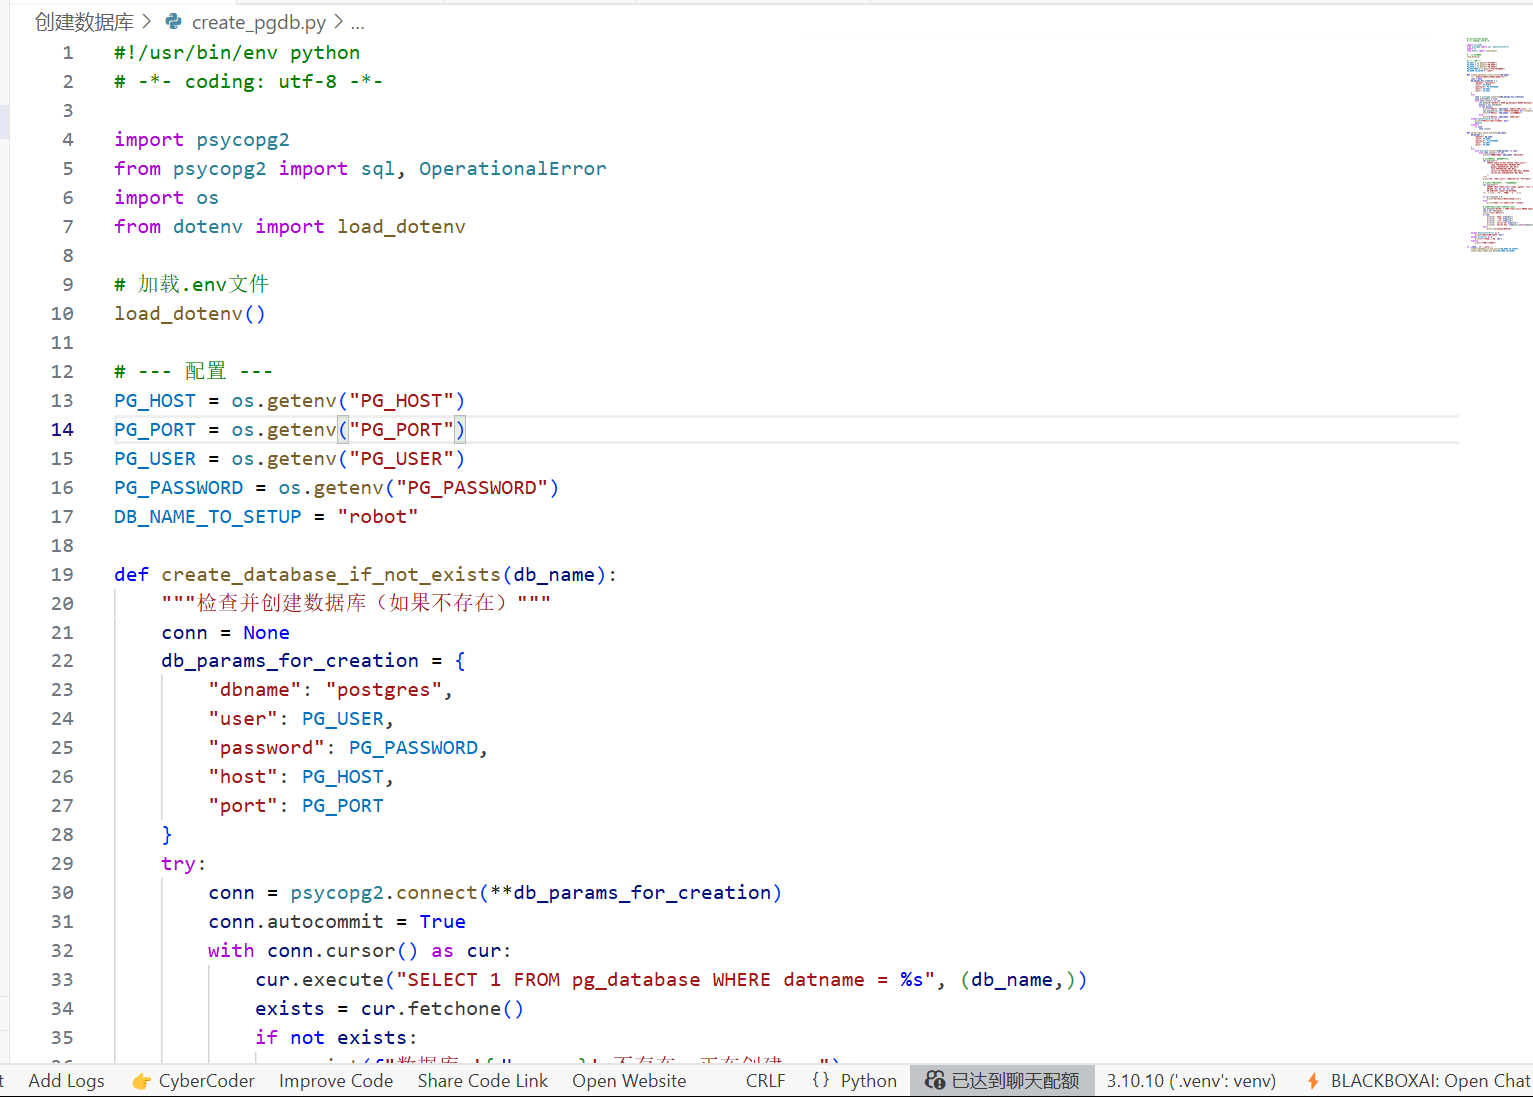 创建数据库 > create_pgdb.py > ...
1 #!/usr/bin/env python
2 # -*- coding: utf-8 -*-
3
4 import psycopg2
5 from psycopg2 import sql, OperationalError
6 import os
7 from dotenv import load_dotenv
8
9 # 加载.env文件
10 load_dotenv()
11
12 # --- 配置 ---
13 PG_HOST = os.getenv("PG_HOST")
14 PG_PORT = os.getenv("PG_PORT")
15 PG_USER = os.getenv("PG_USER")
16 PG_PASSWORD = os.getenv("PG_PASSWORD")
17 DB_NAME_TO_SETUP = "robot"
18
19 def create_database_if_not_exists(db_name):
20     """检查并创建数据库（如果不存在）"""
21     conn = None
22     db_params_for_creation = {
23         "dbname": "postgres",
24         "user": PG_USER,
25         "password": PG_PASSWORD,
26         "host": PG_HOST,
27         "port": PG_PORT
28     }
29     try:
30         conn = psycopg2.connect(**db_params_for_creation)
31         conn.autocommit = True
32         with conn.cursor() as cur:
33             cur.execute("SELECT 1 FROM pg_database WHERE datname = %s", (db_name,))
34             exists = cur.fetchone()
35             if not exists:
Add Logs 👉 CyberCoder Improve Code Share Code Link Open Website CRLF {} Python 已达到聊天配额 3.10.10 ('.venv': venv) BLACKBOXAI: Open Chat